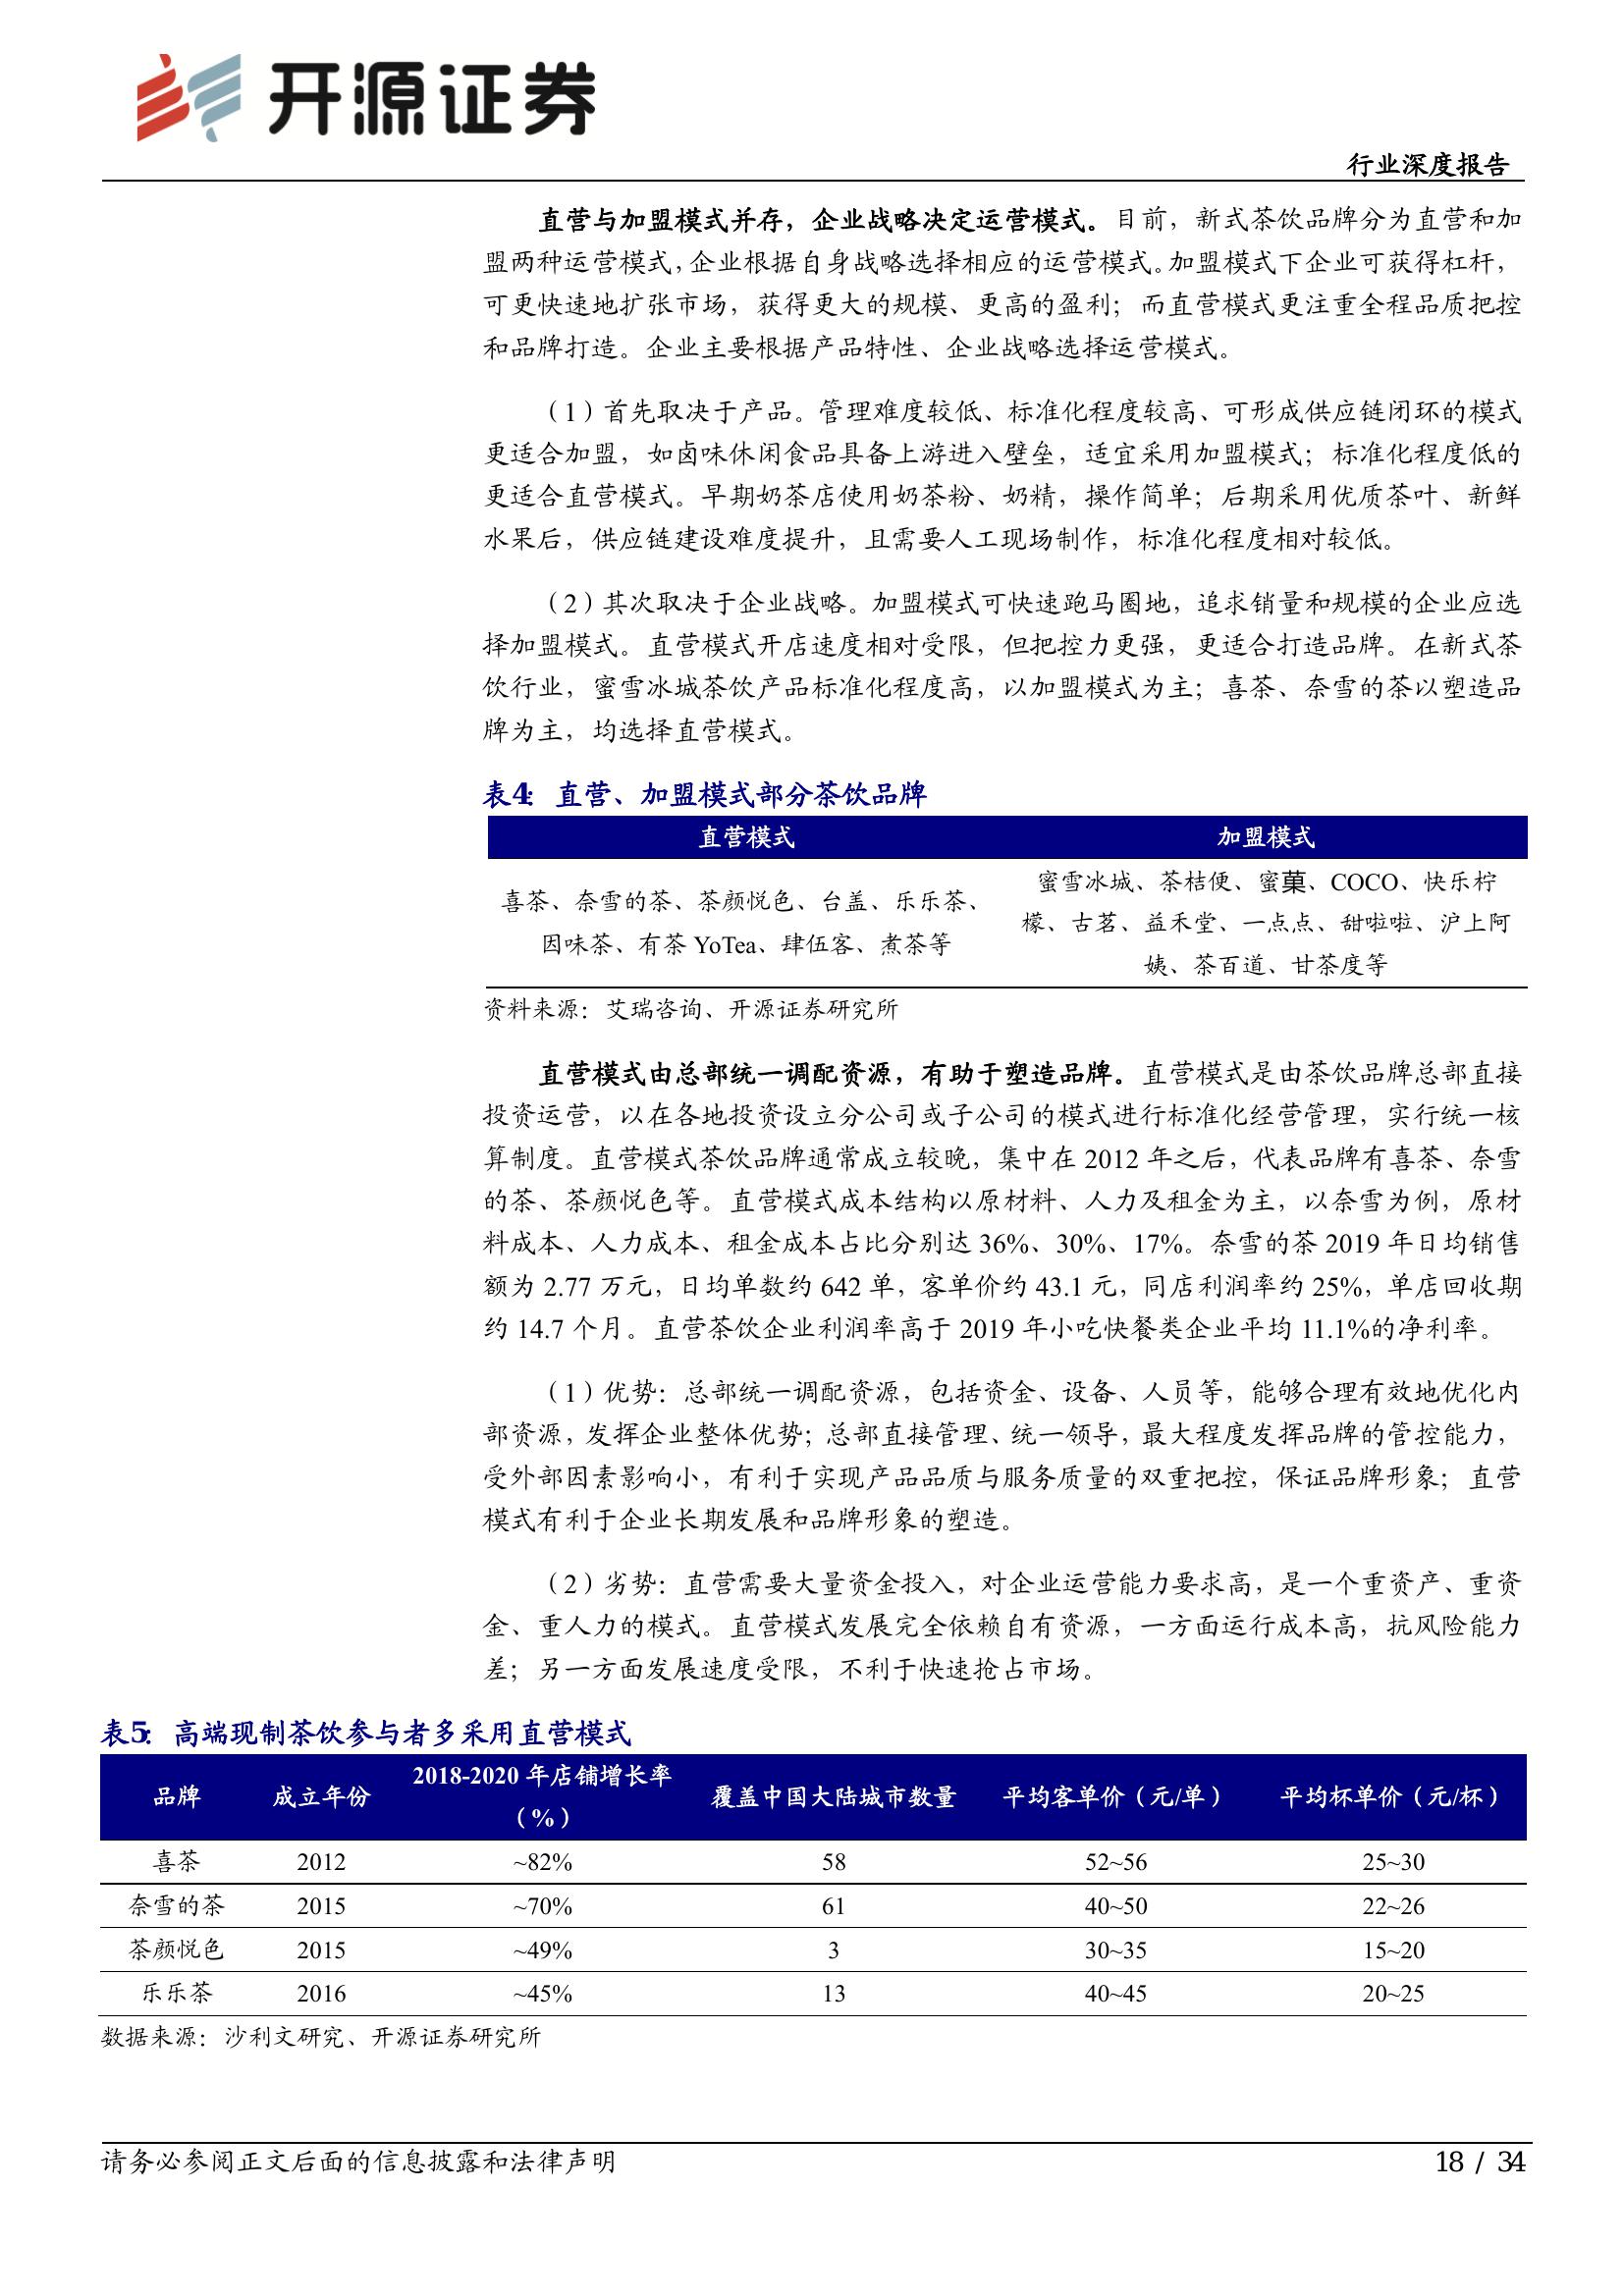 开源证券
行业深度报告
直营与加盟模式并存，企业战略决定运营模式。目前，新式茶饮品牌分为直营和加
盟两种运营模式，企业根据自身战略选择相应的运营模式。加盟模式下企业可获得杠杆，
可更快速地扩张市场，获得更大的规模、更高的盈利；而直营模式更注重全程品质把控
和品牌打造。企业主要根据产品特性、企业战略选择运营模式。
（1）首先取决于产品。管理难度较低、标准化程度较高、可形成供应链闭环的模式
更适合加盟，如卤味休闲食品具备上游进入壁垒，适宜采用加盟模式；标准化程度低的
更适合直营模式。早期奶茶店使用奶茶粉、奶精，操作简单；后期采用优质茶叶、新鲜
水果后，供应链建设难度提升，且需要人工现场制作，标准化程度相对较低。
（2）其次取决于企业战略。加盟模式可快速跑马圈地，追求销量和规模的企业应选
择加盟模式。直营模式开店速度相对受限，但把控力更强，更适合打造品牌。在新式茶
饮行业，蜜雪冰城茶饮产品标准化程度高，以加盟模式为主；喜茶、奈雪的茶以塑造品
牌为主，均选择直营模式。
表4：直营、加盟模式部分茶饮品牌
直营模式 加盟模式
喜茶、奈雪的茶、茶颜悦色、台盖、乐乐茶、
因味茶、有茶 YoTea、肆伍客、煮茶等
蜜雪冰城、茶桔便、蜜菓、COCO、快乐柠
檬、古茗、益禾堂、一点点、甜啦啦、沪上阿
姨、茶百道、甘茶度等
资料来源：艾瑞咨询、开源证券研究所
直营模式由总部统一调配资源，有助于塑造品牌。直营模式是由茶饮品牌总部直接
投资运营，以在各地投资设立分公司或子公司的模式进行标准化经营管理，实行统一核
算制度。直营模式茶饮品牌通常成立较晚，集中在 2012 年之后，代表品牌有喜茶、奈雪
的茶、茶颜悦色等。直营模式成本结构以原材料、人力及租金为主，以奈雪为例，原材
料成本、人力成本、租金成本占比分别达 36%、30%、17%。奈雪的茶 2019 年日均销售
额为 2.77 万元，日均单数约 642 单，客单价约 43.1 元，同店利润率约 25%，单店回收期
约 14.7 个月。直营茶饮企业利润率高于 2019 年小吃快餐类企业平均 11.1%的净利率。
（1）优势：总部统一调配资源，包括资金、设备、人员等，能够合理有效地优化内
部资源，发挥企业整体优势；总部直接管理、统一领导，最大程度发挥品牌的管控能力，
受外部因素影响小，有利于实现产品品质与服务质量的双重把控，保证品牌形象；直营
模式有利于企业长期发展和品牌形象的塑造。
（2）劣势：直营需要大量资金投入，对企业运营能力要求高，是一个重资产、重资
金、重人力的模式。直营模式发展完全依赖自有资源，一方面运行成本高，抗风险能力
差；另一方面发展速度受限，不利于快速抢占市场。
表5：高端现制茶饮参与者多采用直营模式
品牌 成立年份 2018-2020 年店铺增长率（%） 覆盖中国大陆城市数量 平均客单价（元/单） 平均杯单价（元/杯）
喜茶 2012 ~82% 58 52~56 25~30
奈雪的茶 2015 ~70% 61 40~50 22~26
茶颜悦色 2015 ~49% 3 30~35 15~20
乐乐茶 2016 ~45% 13 40~45 20~25
数据来源：沙利文研究、开源证券研究所
请务必参阅正文后面的信息披露和法律声明
18 / 34